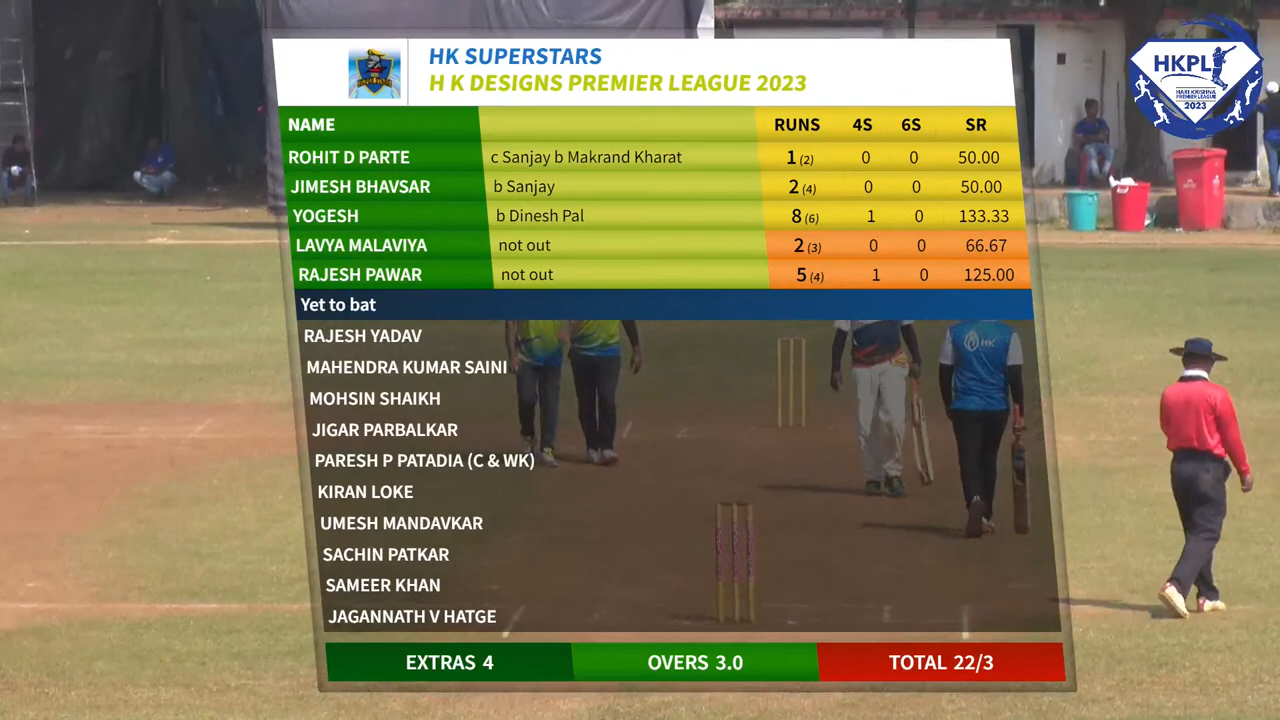 HK SUPERSTARS
H K DESIGNS PREMIER LEAGUE 2023
HKPL
HARI KRISHNA
PREMIER LEAGUE
2023
NAME RUNS 4S 6S SR
ROHIT D PARTE c Sanjay b Makrand Kharat 1 (2) 0 0 50.00
JIMESH BHAVSAR b Sanjay 2 (4) 0 0 50.00
YOGESH b Dinesh Pal 8 (6) 1 0 133.33
LAVYA MALAVIYA not out 2 (3) 0 0 66.67
RAJESH PAWAR not out 5 (4) 1 0 125.00
Yet to bat
RAJESH YADAV
MAHENDRA KUMAR SAINI
MOHSIN SHAIKH
JIGAR PARBALKAR
PARESH P PATADIA (C & WK)
KIRAN LOKE
UMESH MANDAVKAR
SACHIN PATKAR
SAMEER KHAN
JAGANNATH V HATGE
HK
EXTRAS 4 OVERS 3.0 TOTAL 22/3